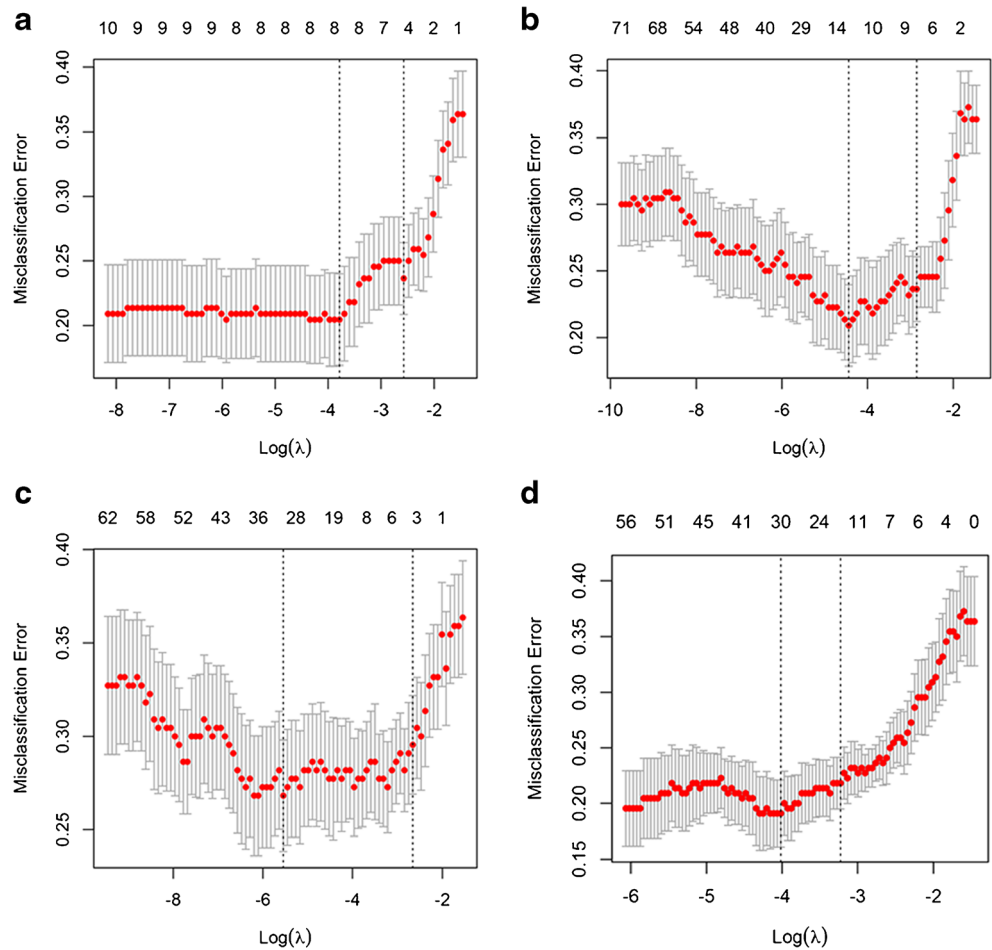 a
10 9 9 9 9 8 8 8 8 8 7 4 2 1
0.40
0.35
0.30
0.25
0.20
Misclassification Error
-8 -7 -6 -5 -4 -3 -2
Log(λ)
b
71 68 54 48 40 29 14 10 9 6 2
0.40
0.35
0.30
0.25
0.20
Misclassification Error
-10 -8 -6 -4 -2
Log(λ)
c
62 58 52 43 36 28 19 8 6 3 1
0.40
0.35
0.30
0.25
Misclassification Error
-8 -6 -4 -2
Log(λ)
d
56 51 45 41 30 24 11 7 6 4 0
0.40
0.35
0.30
0.25
0.20
0.15
Misclassification Error
-6 -5 -4 -3 -2
Log(λ)